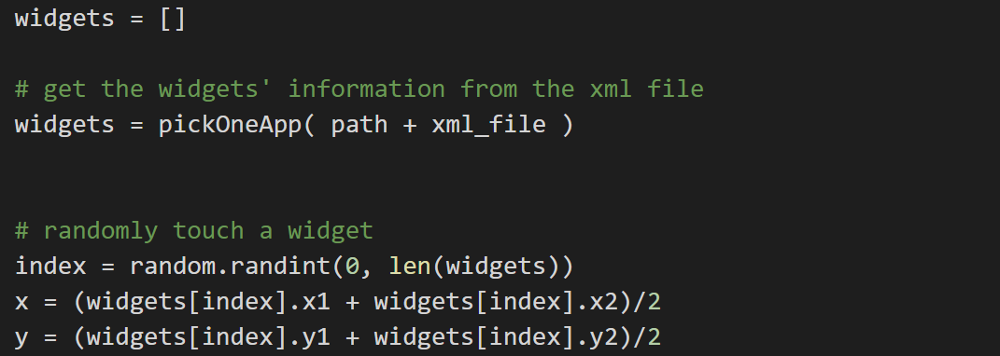 widgets = []
# get the widgets' information from the xml file
widgets = pickOneApp( path + xml_file )
# randomly touch a widget
index = random.randint(0, len(widgets))
x = (widgets[index].x1 + widgets[index].x2)/2
y = (widgets[index].y1 + widgets[index].y2)/2